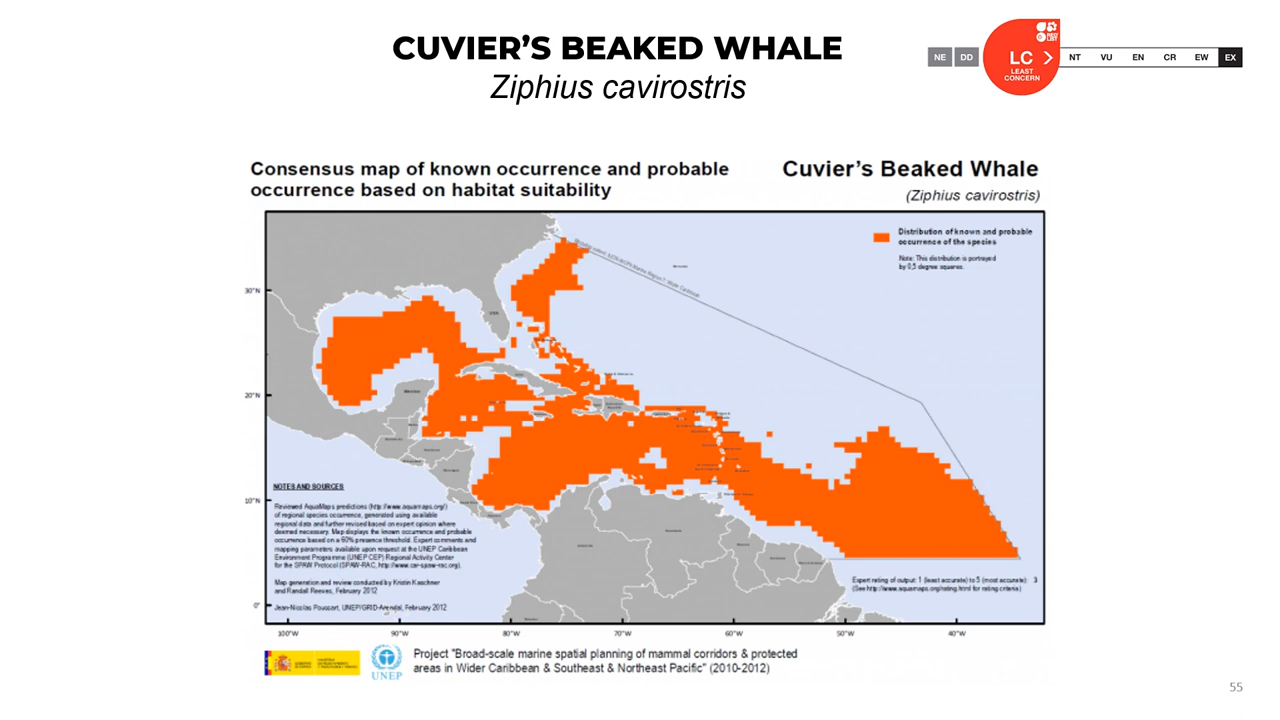 CUVIER’S BEAKED WHALE
Ziphius cavirostris
NE DD LC LEAST CONCERN NT VU EN CR EW EX
Consensus map of known occurrence and probable
occurrence based on habitat suitability
Cuvier’s Beaked Whale
(Ziphius cavirostris)
Distribution of known and probable
occurrence of the species
Note: This distribution is portrayed
by 0,5 degree squares.
30°N
20°N
10°N
0°
NOTES AND SOURCES
Reviewed AquaMaps predictions (http://www.aquamaps.org/)
of regional species occurrence, generated using available
regional data and further revised based on expert opinion where
deemed necessary. Map displays the known occurrence and probable
occurrence based on a 60% presence threshold. Expert comments and
mapping parameters available upon request at the UNEP Caribbean
Environment Programme (UNEP CEP) Regional Activity Center
for the SPAW Protocol (SPAW-RAC, http://www.car-spaw-rac.org).
Map generation and review conducted by Kristin Kaschner
and Randall Reeves, February 2012
Jean-Nicolas Poussart, UNEP/GRID-Arendal, February 2012
Expert rating of output: 1 (least accurate) to 5 (most accurate): 3
(See http://www.aquamaps.org/rating.html for rating criteria)
100°W 90°W 80°W 70°W 60°W 50°W 40°W
UNEP
Project "Broad-scale marine spatial planning of mammal corridors & protected
areas in Wider Caribbean & Southeast & Northeast Pacific" (2010-2012)
55